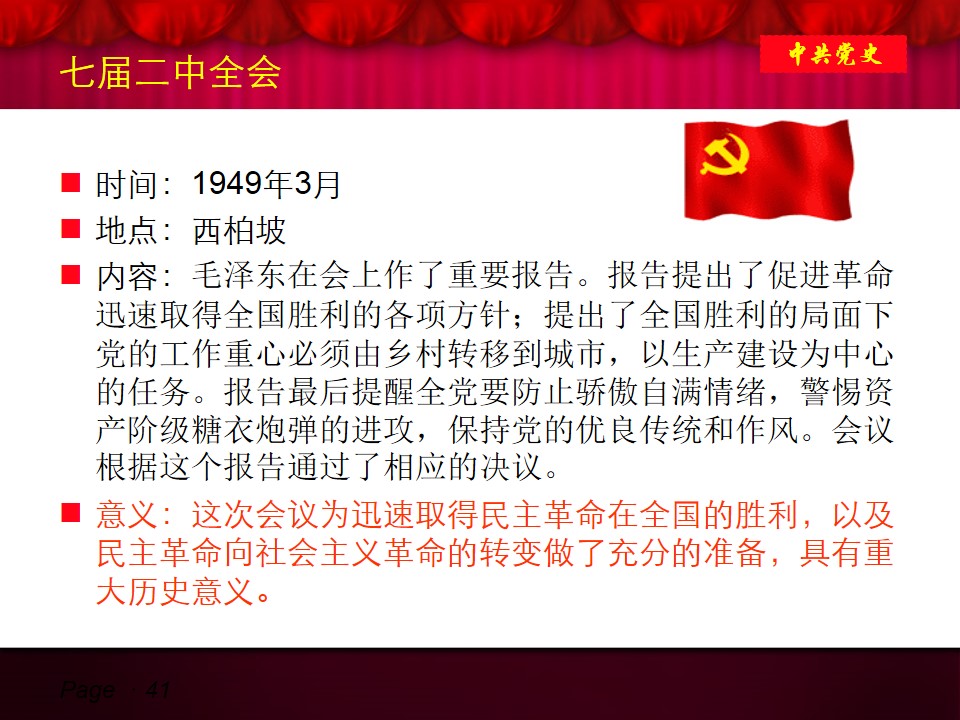 七届二中全会
中共党史
时间：1949年3月
地点：西柏坡
内容：毛泽东在会上作了重要报告。报告提出了促进革命
迅速取得全国胜利的各项方针；提出了全国胜利的局面下
党的工作重心必须由乡村转移到城市，以生产建设为中心
的任务。报告最后提醒全党要防止骄傲自满情绪，警惕资
产阶级糖衣炮弹的进攻，保持党的优良传统和作风。会议
根据这个报告通过了相应的决议。
意义：这次会议为迅速取得民主革命在全国的胜利，以及
民主革命向社会主义革命的转变做了充分的准备，具有重
大历史意义。
Page 41